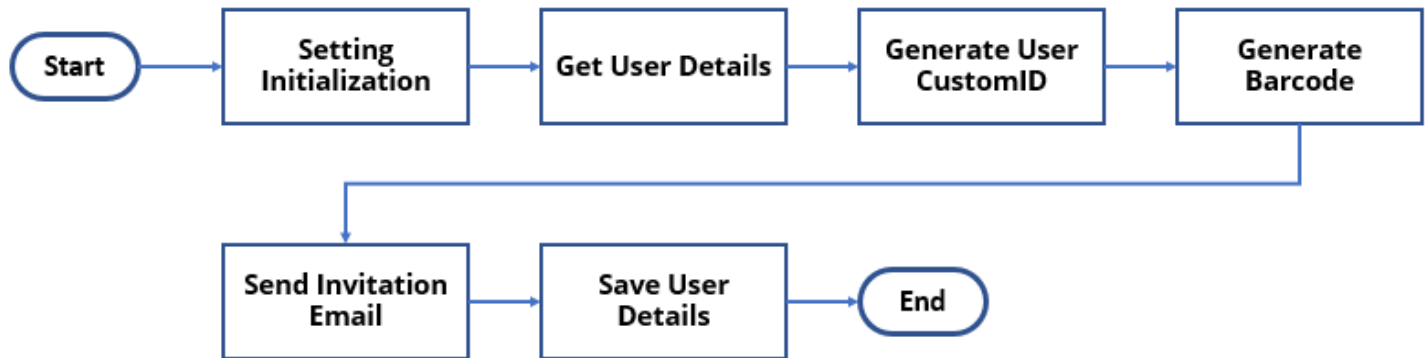 Start
Setting
Initialization
Get User Details
Generate User
CustomID
Generate
Barcode
Send Invitation
Email
Save User
Details
End